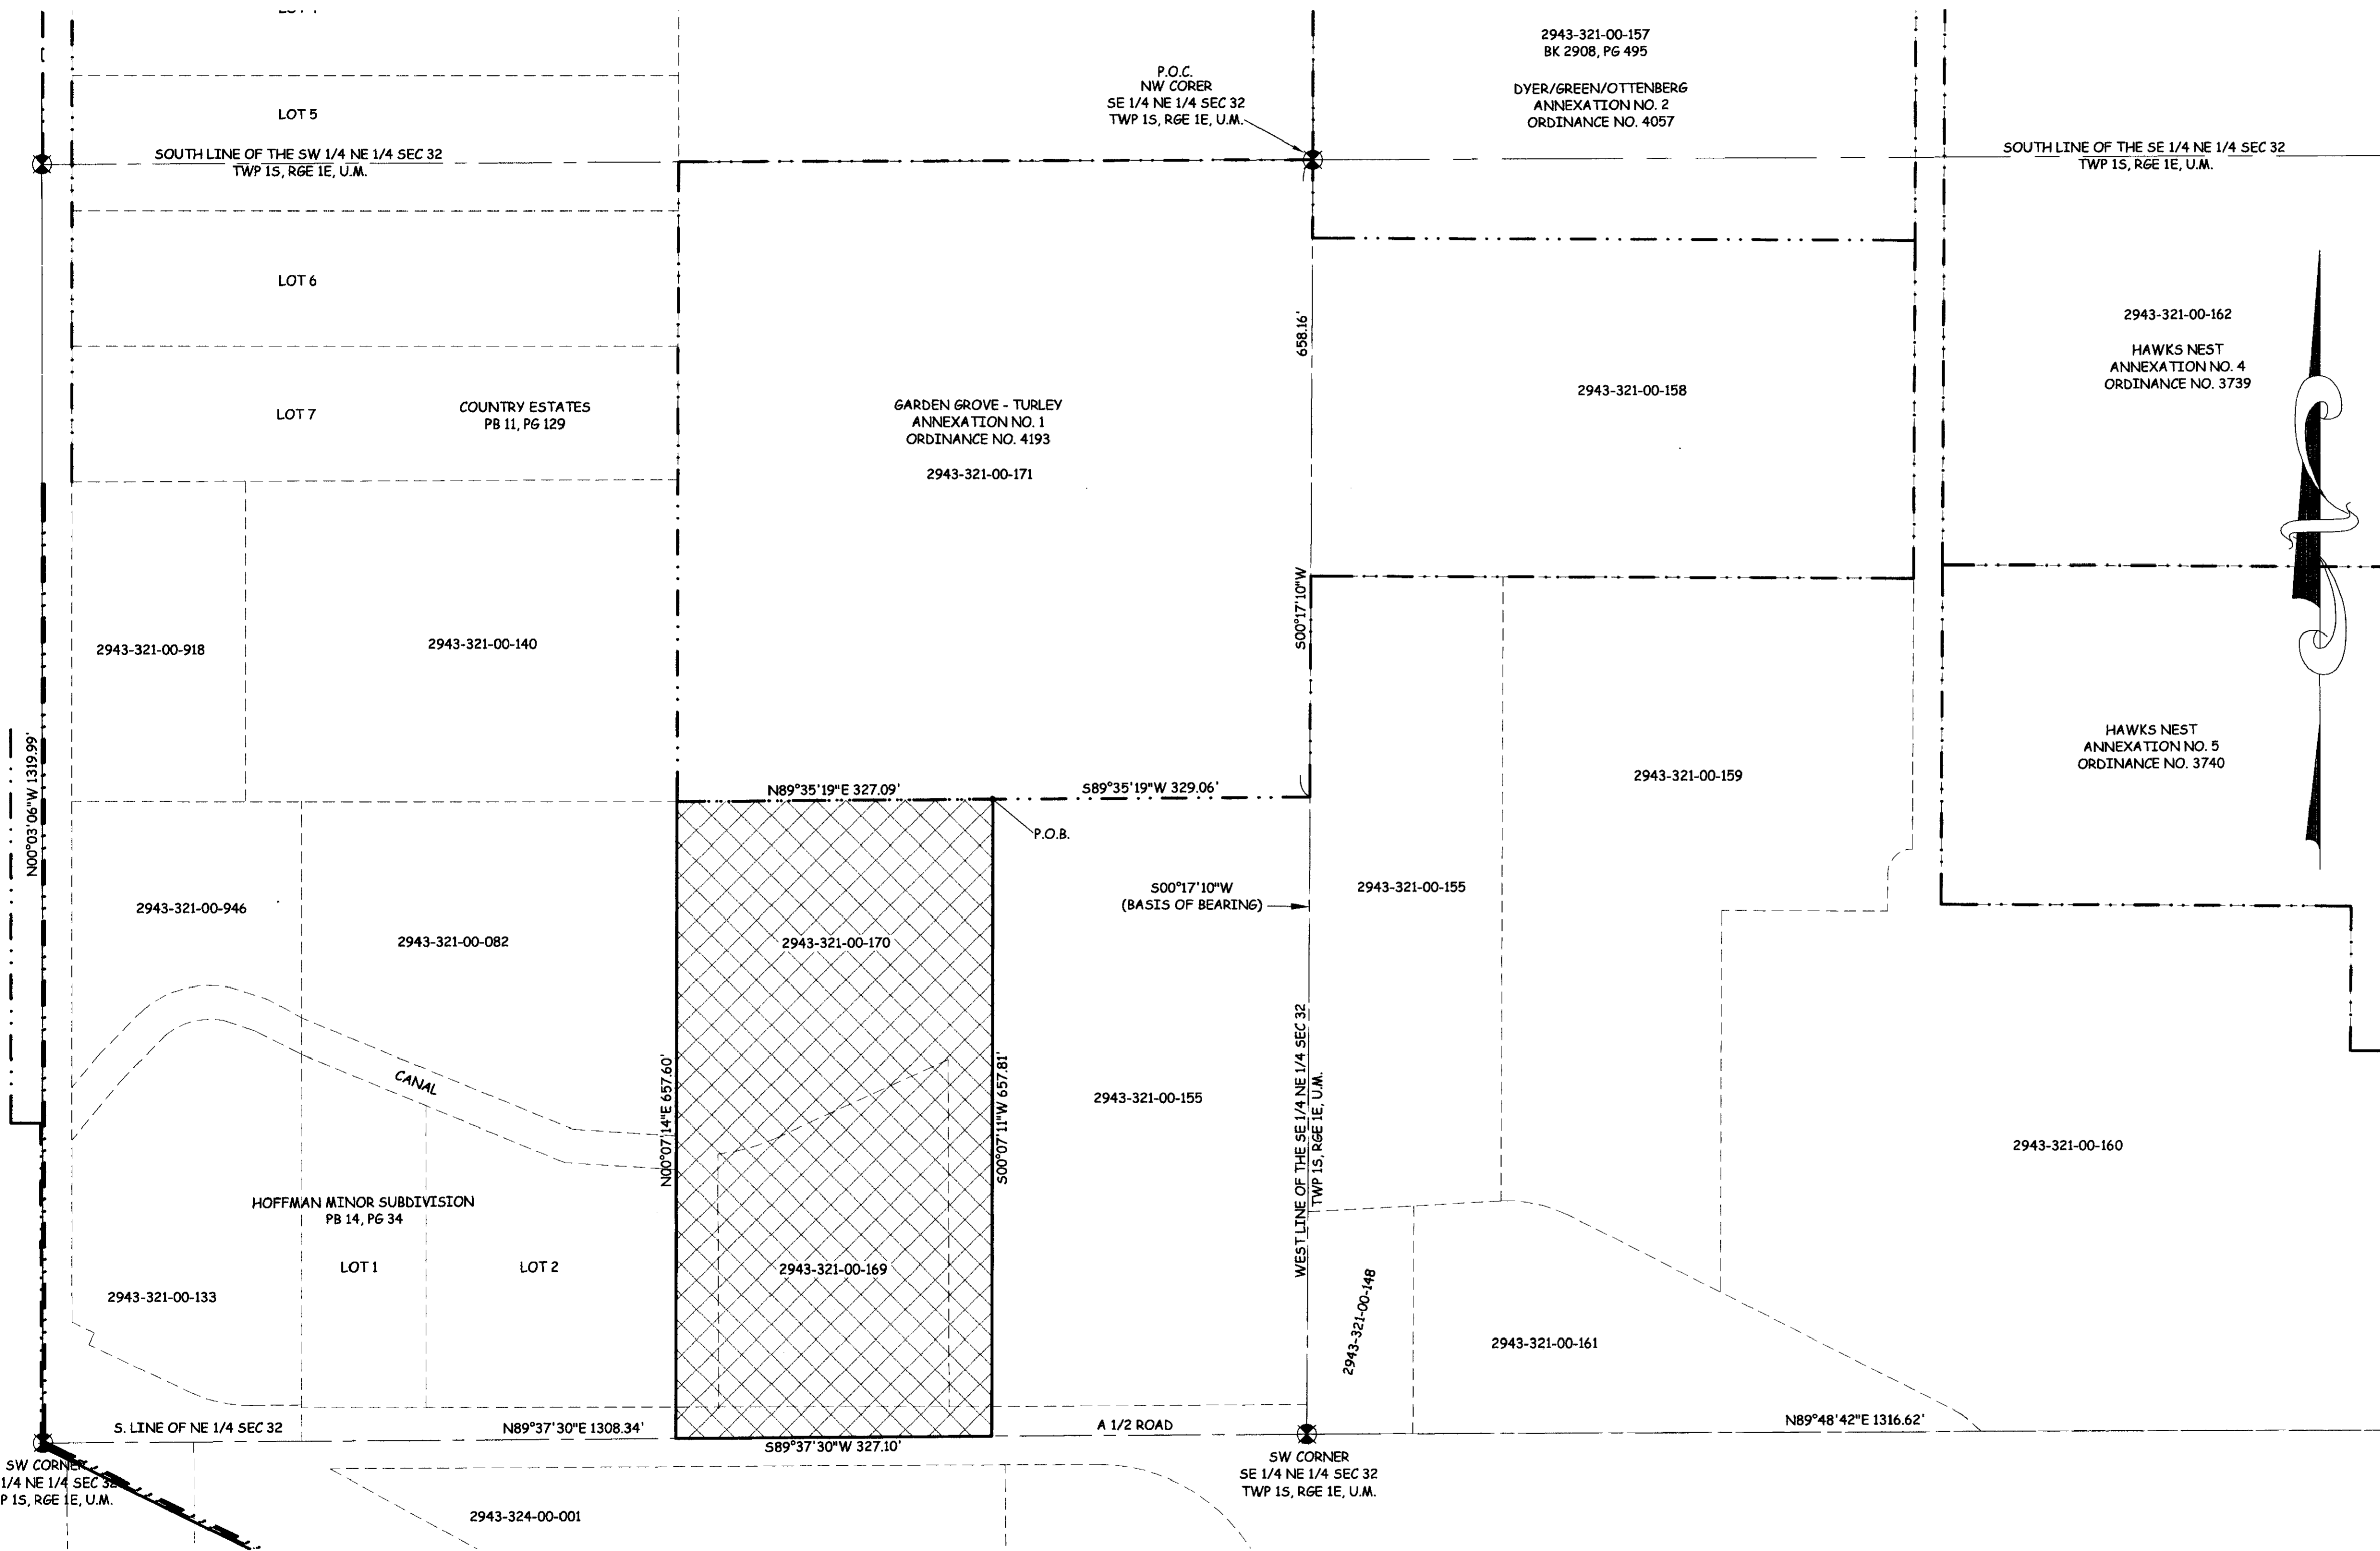 2943-321-00-157
BK 2908, PG 495
DYER/GREEN/OTTENBERG
ANNEXATION NO. 2
ORDINANCE NO. 4057
P.O.C.
NW CORER
SE 1/4 NE 1/4 SEC 32
TWP 1S, RGE 1E, U.M.
LOT 5
SOUTH LINE OF THE SW 1/4 NE 1/4 SEC 32
TWP 1S, RGE 1E, U.M.
SOUTH LINE OF THE SE 1/4 NE 1/4 SEC 32
TWP 1S, RGE 1E, U.M.
LOT 6
658.16'
2943-321-00-162
HAWKS NEST
ANNEXATION NO. 4
ORDINANCE NO. 3739
LOT 7
COUNTRY ESTATES
PB 11, PG 129
GARDEN GROVE - TURLEY
ANNEXATION NO. 1
ORDINANCE NO. 4193
2943-321-00-171
2943-321-00-158
S00°17'10"W
2943-321-00-918
2943-321-00-140
HAWKS NEST
ANNEXATION NO. 5
ORDINANCE NO. 3740
N00°03'06"W 1319.99'
N89°35'19"E 327.09'
S89°35'19"W 329.06'
2943-321-00-159
P.O.B.
S00°17'10"W
(BASIS OF BEARING)
2943-321-00-155
2943-321-00-946
2943-321-00-082
2943-321-00-170
CANAL
N00°07'14"E 657.60'
S00°07'11"W 657.81'
2943-321-00-155
WEST LINE OF THE SE 1/4 NE 1/4 SEC 32
TWP 1S, RGE 1E, U.M.
2943-321-00-160
HOFFMAN MINOR SUBDIVISION
PB 14, PG 34
LOT 1
LOT 2
2943-321-00-169
2943-321-00-133
2943-321-00-148
2943-321-00-161
S. LINE OF NE 1/4 SEC 32
N89°37'30"E 1308.34'
A 1/2 ROAD
N89°48'42"E 1316.62'
S89°37'30"W 327.10'
SW CORNER
1/4 NE 1/4 SEC 32
P 1S, RGE 1E, U.M.
SW CORNER
SE 1/4 NE 1/4 SEC 32
TWP 1S, RGE 1E, U.M.
2943-324-00-001